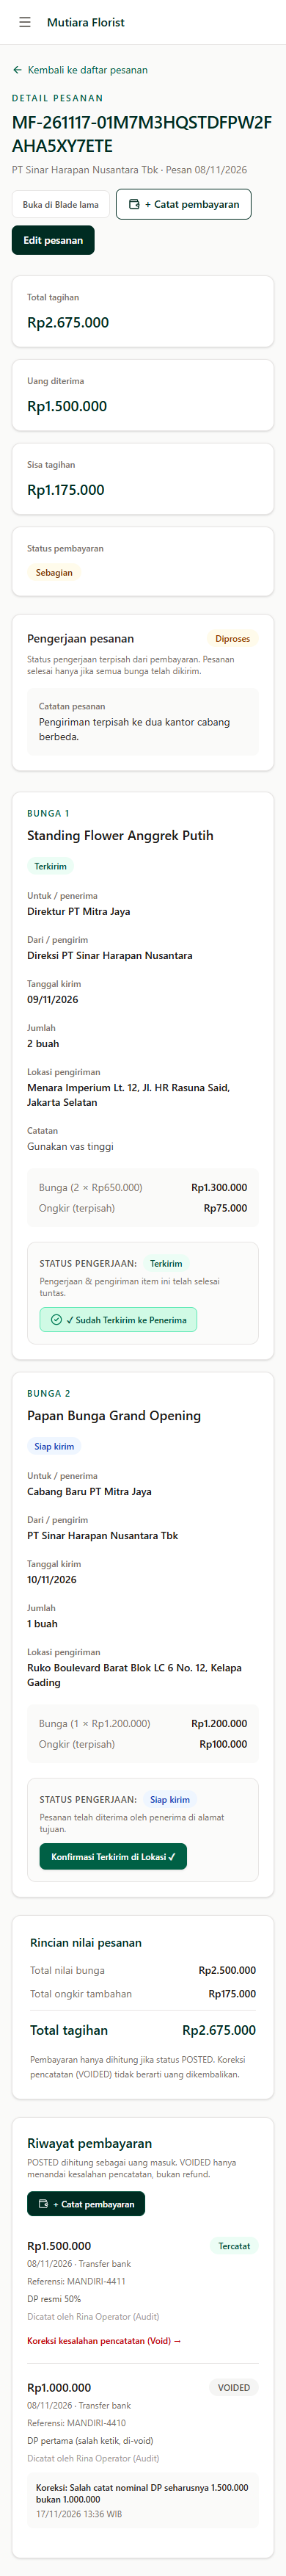 Mutiara Florist
← Kembali ke daftar pesanan
DETAIL PESANAN
MF-261117-01M7M3HQSTDFPW2F
AHA5XY7ETE
PT Sinar Harapan Nusantara Tbk · Pesan 08/11/2026
Buka di Blade lama
+ Catat pembayaran
Edit pesanan
Total tagihan
Rp2.675.000
Uang diterima
Rp1.500.000
Sisa tagihan
Rp1.175.000
Status pembayaran
Sebagian
Pengerjaan pesanan
Diproses
Status pengerjaan terpisah dari pembayaran. Pesanan
selesai hanya jika semua bunga telah dikirim.
Catatan pesanan
Pengiriman terpisah ke dua kantor cabang
berbeda.
BUNGA 1
Standing Flower Anggrek Putih
Terkirim
Untuk / penerima
Direktur PT Mitra Jaya
Dari / pengirim
Direksi PT Sinar Harapan Nusantara
Tanggal kirim
09/11/2026
Jumlah
2 buah
Lokasi pengiriman
Menara Imperium Lt. 12, Jl. HR Rasuna Said,
Jakarta Selatan
Catatan
Gunakan vas tinggi
Bunga (2 × Rp650.000) Rp1.300.000
Ongkir (terpisah) Rp75.000
STATUS PENGERJAAN: Terkirim
Pengerjaan & pengiriman item ini telah selesai
tuntas.
✓ Sudah Terkirim ke Penerima
BUNGA 2
Papan Bunga Grand Opening
Siap kirim
Untuk / penerima
Cabang Baru PT Mitra Jaya
Dari / pengirim
PT Sinar Harapan Nusantara Tbk
Tanggal kirim
10/11/2026
Jumlah
1 buah
Lokasi pengiriman
Ruko Boulevard Barat Blok LC 6 No. 12, Kelapa
Gading
Bunga (1 × Rp1.200.000) Rp1.200.000
Ongkir (terpisah) Rp100.000
STATUS PENGERJAAN: Siap kirim
Pesanan telah diterima oleh penerima di alamat
tujuan.
Konfirmasi Terkirim di Lokasi ✓
Rincian nilai pesanan
Total nilai bunga Rp2.500.000
Total ongkir tambahan Rp175.000
Total tagihan Rp2.675.000
Pembayaran hanya dihitung jika status POSTED. Koreksi
pencatatan (VOIDED) tidak berarti uang dikembalikan.
Riwayat pembayaran
POSTED dihitung sebagai uang masuk. VOIDED hanya
menandai kesalahan pencatatan, bukan refund.
+ Catat pembayaran
Rp1.500.000 Tercatat
08/11/2026 · Transfer bank
Referensi: MANDIRI-4411
DP resmi 50%
Dicatat oleh Rina Operator (Audit)
Koreksi kesalahan pencatatan (Void) →
Rp1.000.000 VOIDED
08/11/2026 · Transfer bank
Referensi: MANDIRI-4410
DP pertama (salah ketik, di-void)
Dicatat oleh Rina Operator (Audit)
Koreksi: Salah catat nominal DP seharusnya 1.500.000
bukan 1.000.000
17/11/2026 13:36 WIB